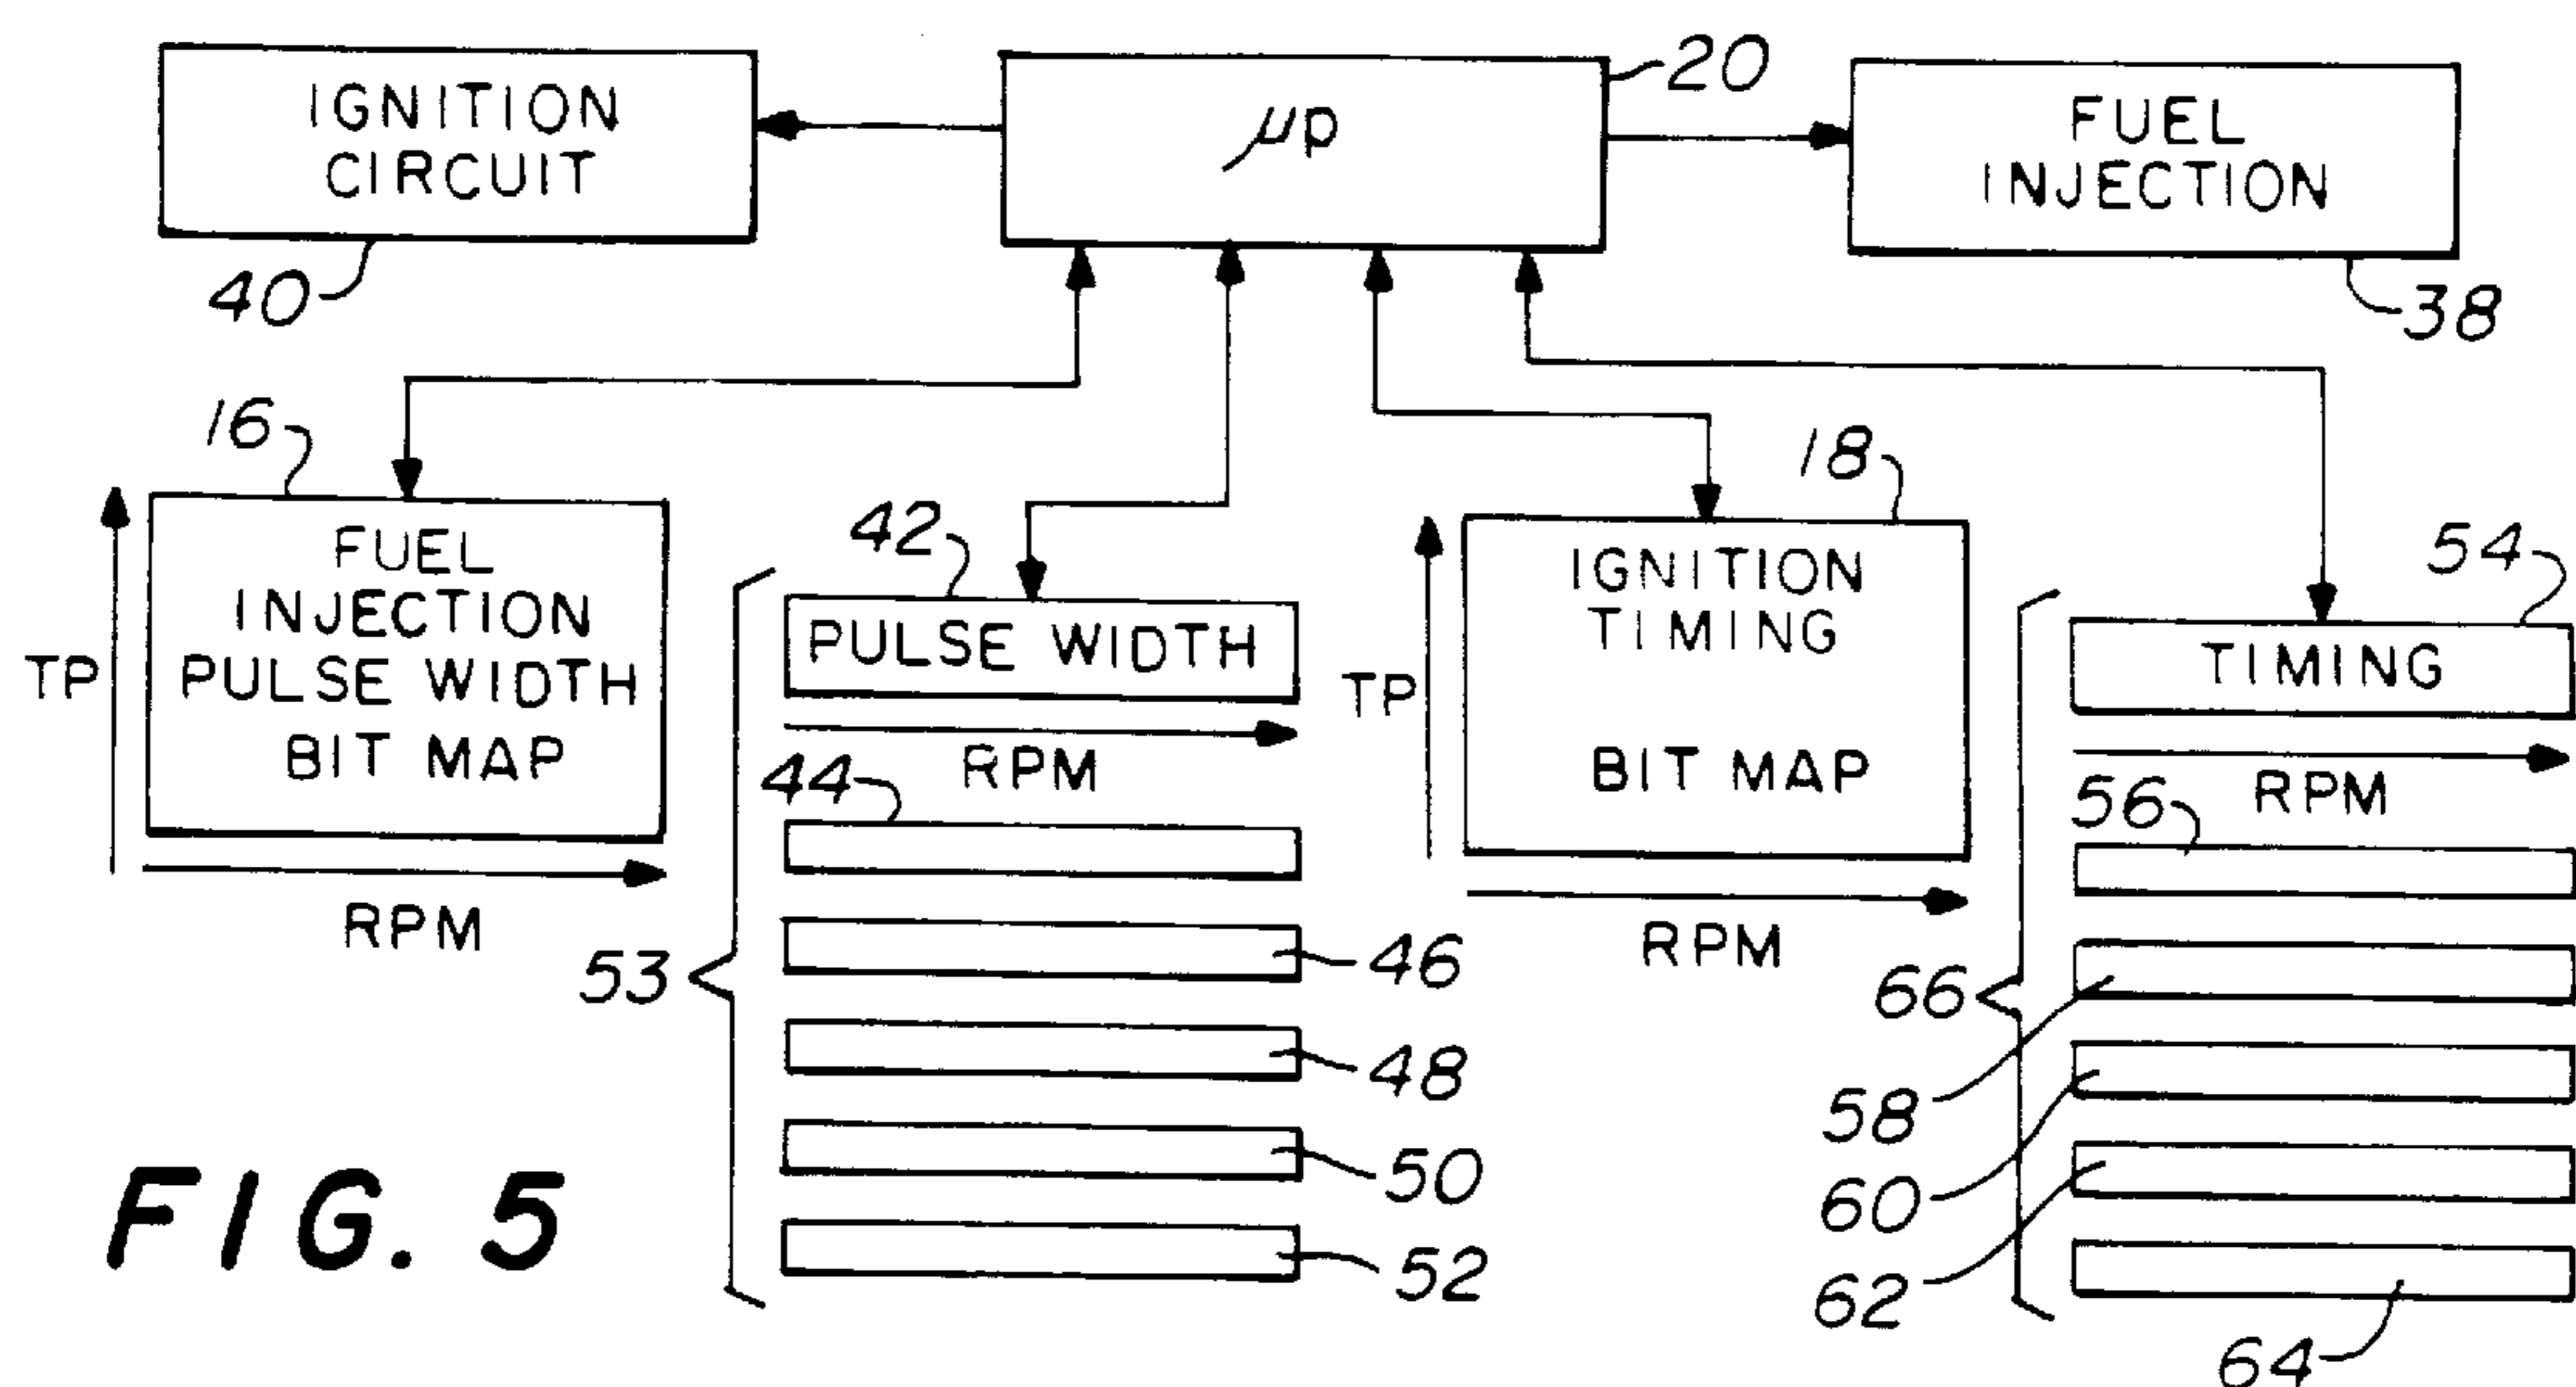 IGNITION
CIRCUIT
40
μp
20
FUEL
INJECTION
38
16
TP
FUEL
INJECTION
PULSE WIDTH
BIT MAP
RPM
42
PULSE WIDTH
RPM
44
53
46
48
50
52
18
TP
IGNITION
TIMING
BIT MAP
RPM
54
TIMING
RPM
56
66
58
60
62
64
FIG. 5